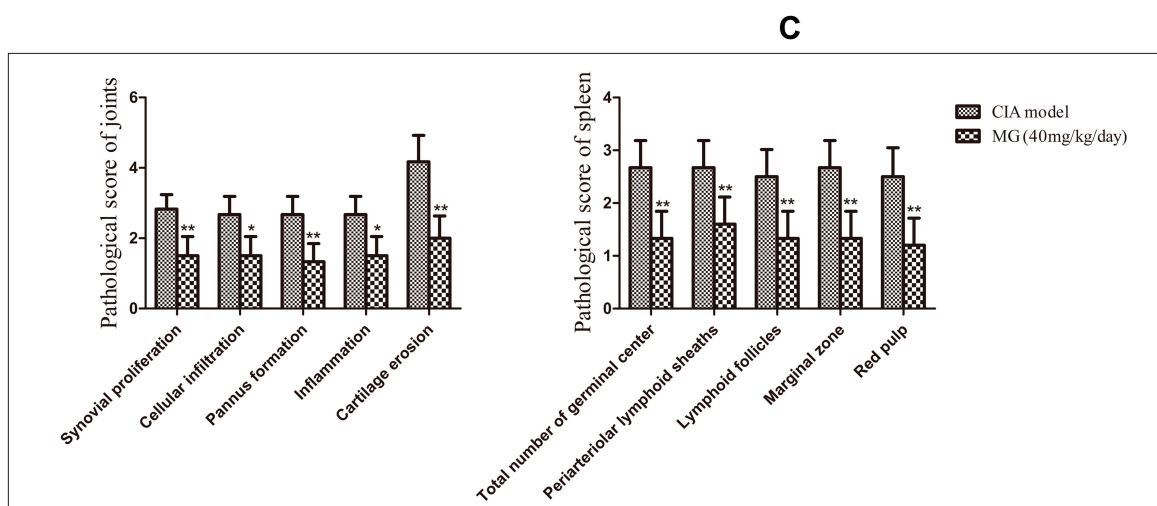 C
Pathological score of joints
6
4
2
0
**
*
**
*
**
Synovial proliferation
Cellular infiltration
Pannus formation
Inflammation
Cartilage erosion
Pathological score of spleen
4
3
2
1
0
**
**
**
**
**
Total number of germinal center
Periarteriolar lymphoid sheaths
Lymphoid follicles
Marginal zone
Red pulp
CIA model
MG (40mg/kg/day)